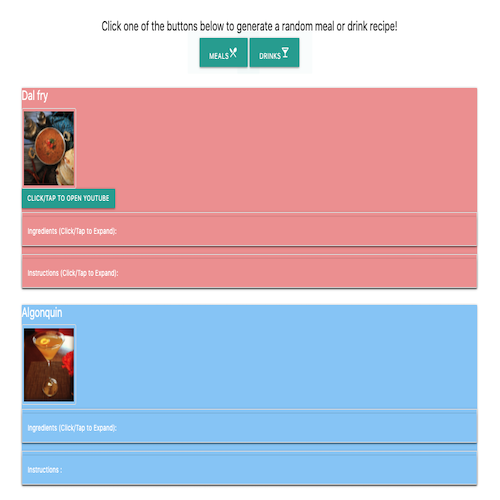 Click one of the buttons below to generate a random meal or drink recipe!
MEALS DRINKS
Dal fry
CLICK/TAP TO OPEN YOUTUBE
Ingredients (Click/Tap to Expand):
Instructions (Click/Tap to Expand):
Algonquin
Ingredients (Click/Tap to Expand):
Instructions :